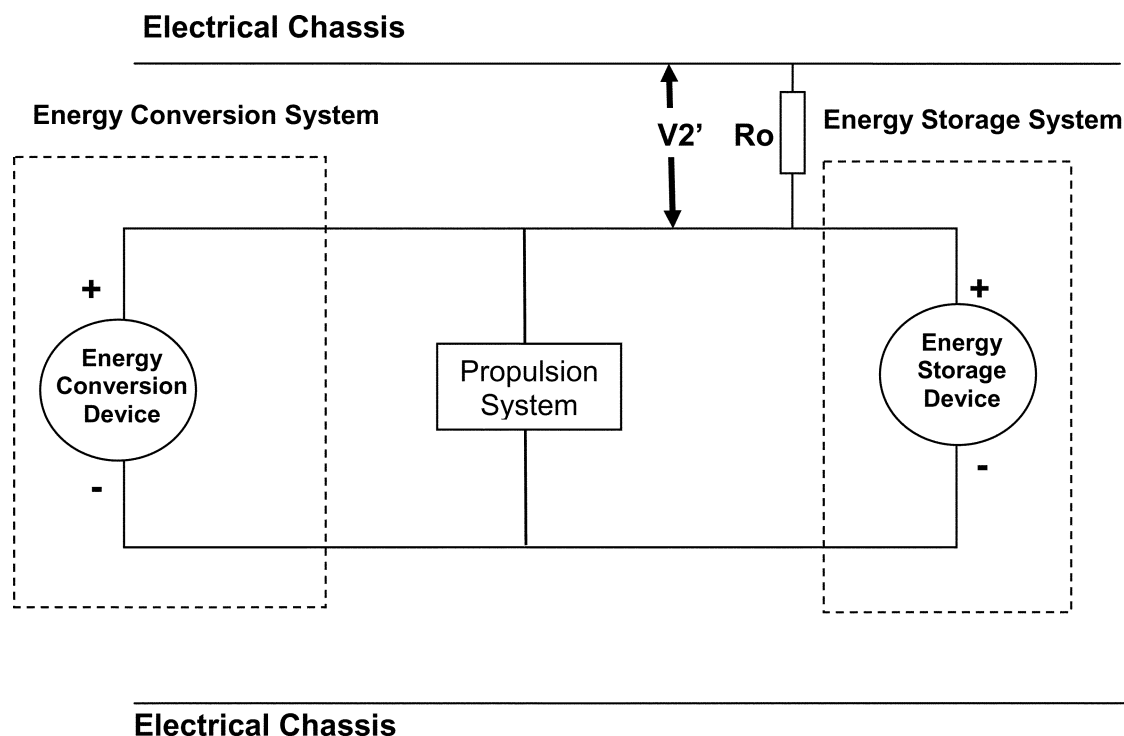 Electrical Chassis
Energy Conversion System
V2’
Ro
Energy Storage System
+
+
Energy
Conversion
Device
Propulsion
System
Energy
Storage
Device
-
-
Electrical Chassis